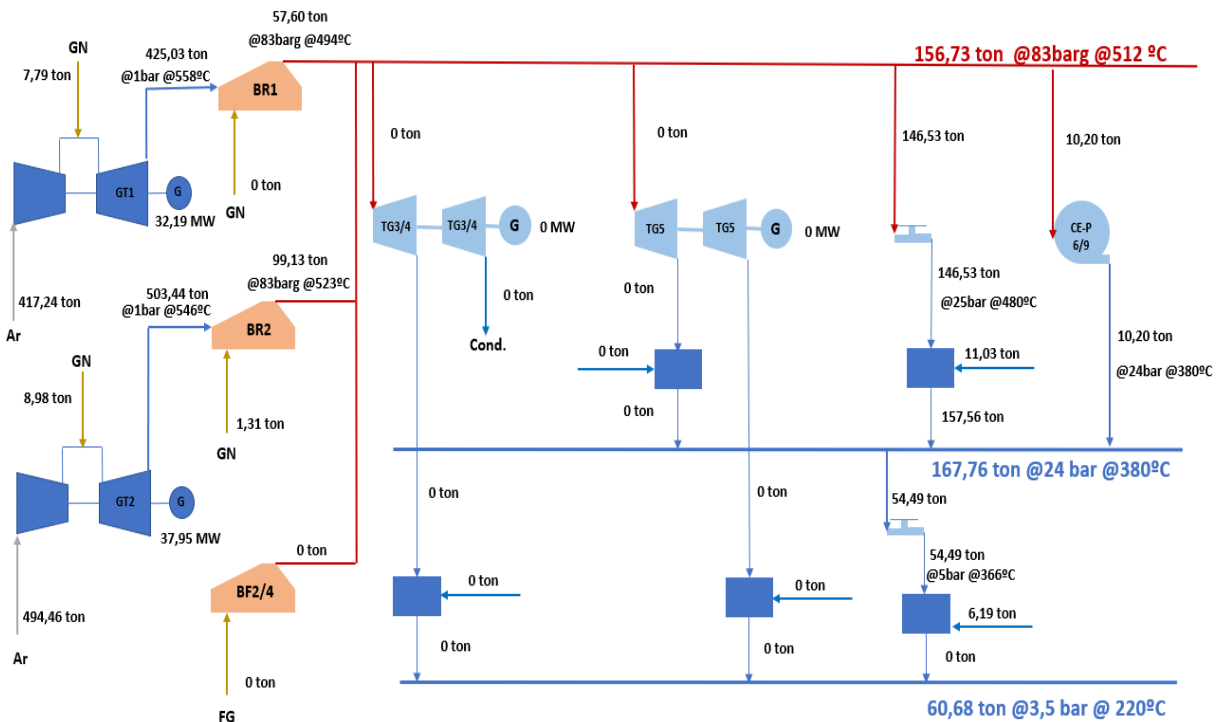 57,60 ton
@83barg @494ºC
GN
425,03 ton
@1bar @558ºC
7,79 ton
156,73 ton @83barg @512 ºC
BR1
0 ton
0 ton
146,53 ton
10,20 ton
GT1
G
0 ton
GN
32,19 MW
TG3/4
TG3/4
G
0 MW
TG5
TG5
G
0 MW
CE-P
6/9
99,13 ton
@83barg @523ºC
503,44 ton
@1bar @546ºC
417,24 ton
Ar
BR2
0 ton
0 ton
146,53 ton
@25bar @480ºC
Cond.
10,20 ton
@24bar @380ºC
GN
8,98 ton
0 ton
11,03 ton
1,31 ton
GN
0 ton
157,56 ton
167,76 ton @24 bar @380ºC
GT2
G
37,95 MW
0 ton
0 ton
54,49 ton
0 ton
54,49 ton
@5bar @366ºC
BF2/4
0 ton
0 ton
6,19 ton
494,46 ton
Ar
0 ton
0 ton
0 ton
0 ton
FG
60,68 ton @3,5 bar @ 220ºC